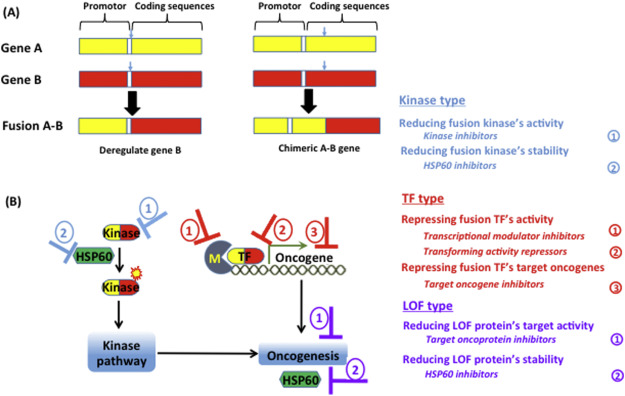 (A)
Promotor Coding sequences Promotor Coding sequences
Gene A
Gene B
Fusion A-B
Deregulate gene B Chimeric A-B gene
Kinase type
Reducing fusion kinase's activity
Kinase inhibitors 1
Reducing fusion kinase's stability
HSP60 inhibitors 2
(B)
1
2
Kinase
HSP60
Kinase
Kinase pathway
1
2
3
M
TF
Oncogene
1
Oncogenesis
HSP60
2
TF type
Repressing fusion TF's activity
Transcriptional modulator inhibitors 1
Transforming activity repressors 2
Repressing fusion TF's target oncogenes
Target oncogene inhibitors 3
LOF type
Reducing LOF protein's target activity
Target oncoprotein inhibitors 1
Reducing LOF protein's stability
HSP60 inhibitors 2